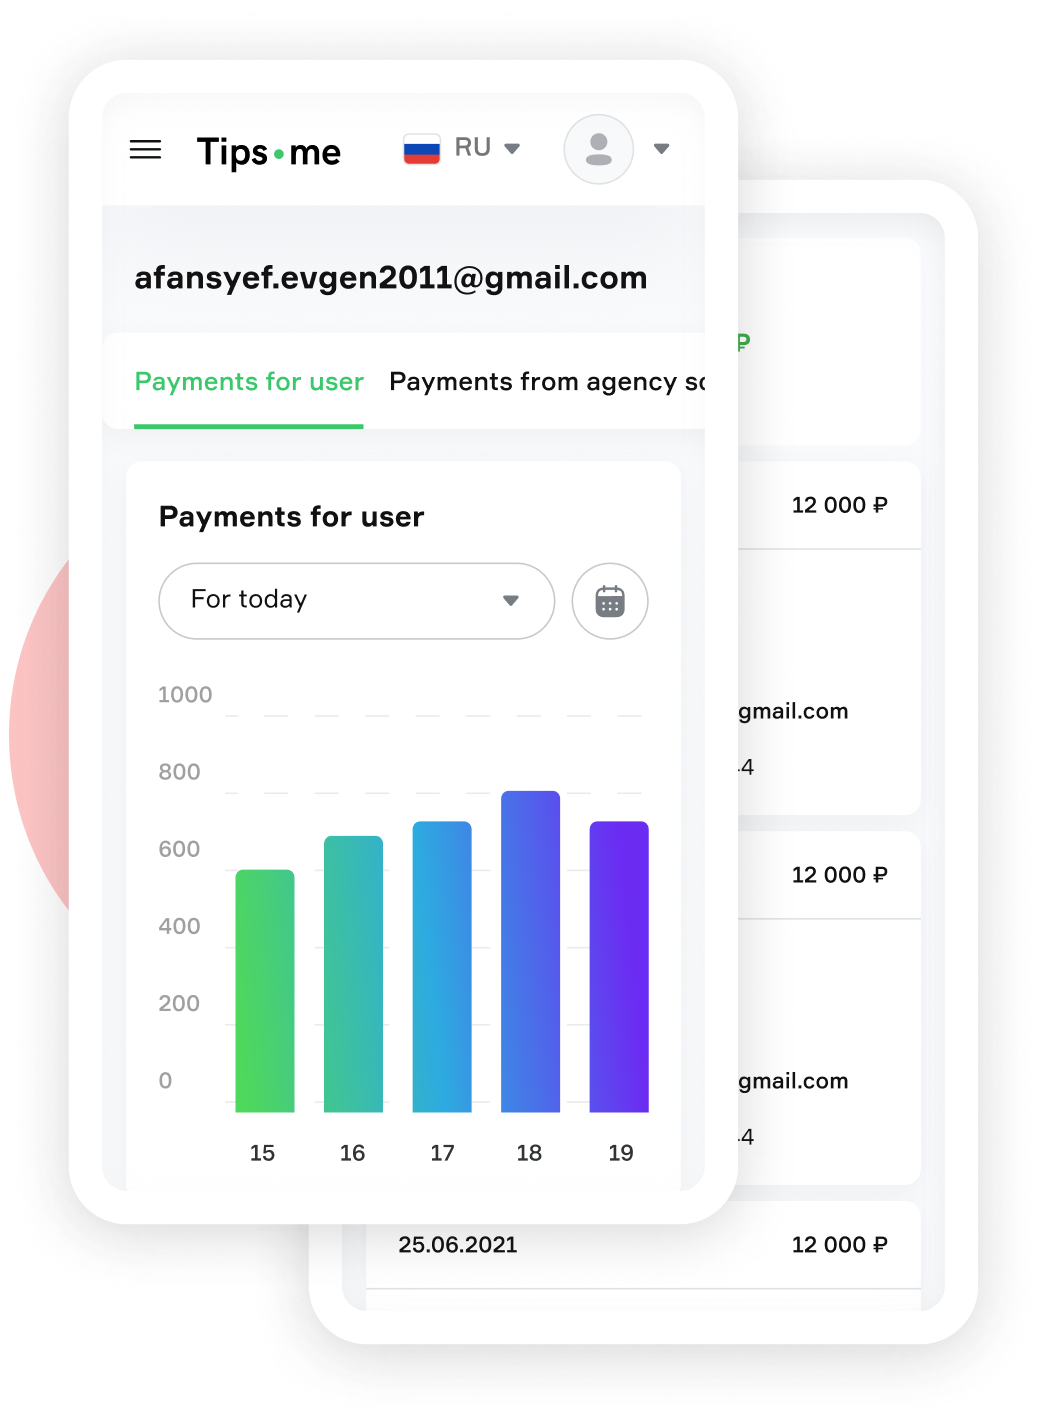 Tips•me
RU
afansyef.evgen2011@gmail.com
Payments for user
Payments from agency
Payments for user
For today
1000
800
600
400
200
0
15 16 17 18 19
₽
12 000 ₽
gmail.com
4
12 000 ₽
gmail.com
4
25.06.2021 12 000 ₽